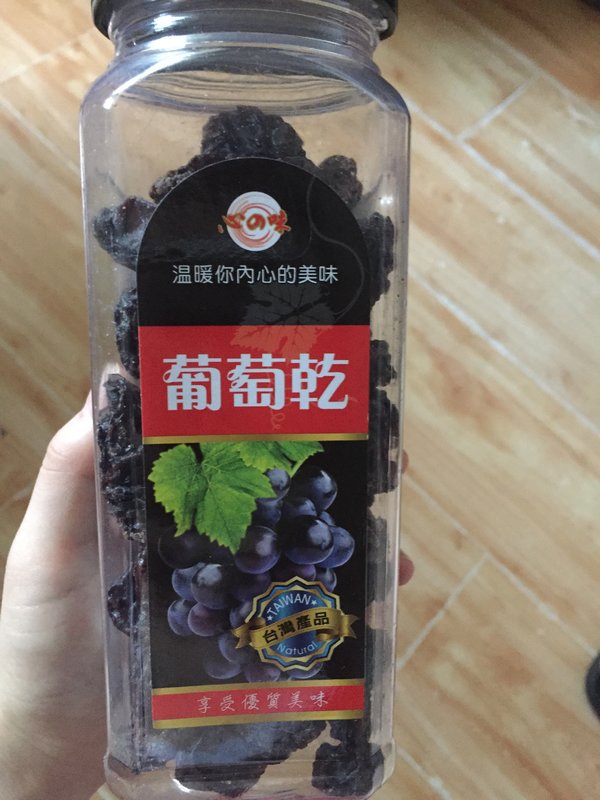 心の味
溫暖你內心的美味
葡萄乾
TAIWAN
台灣產品
Natural
享受優質美味